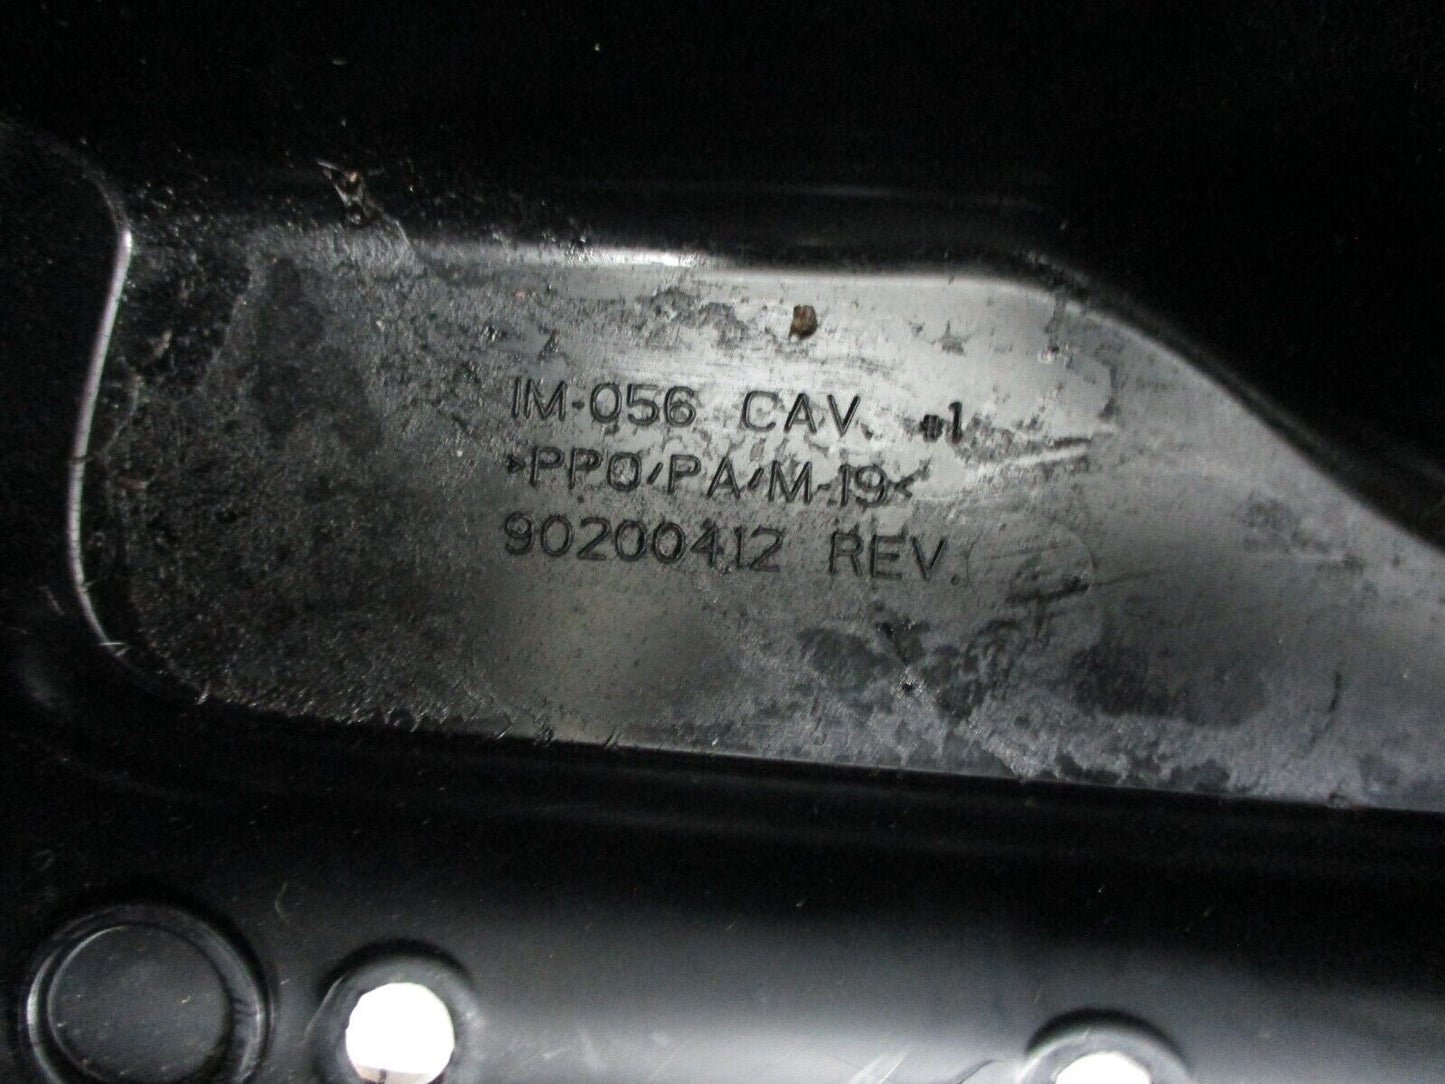 IM-056 CAV. #1
>PPO/PA/M-19<
90200412 REV.